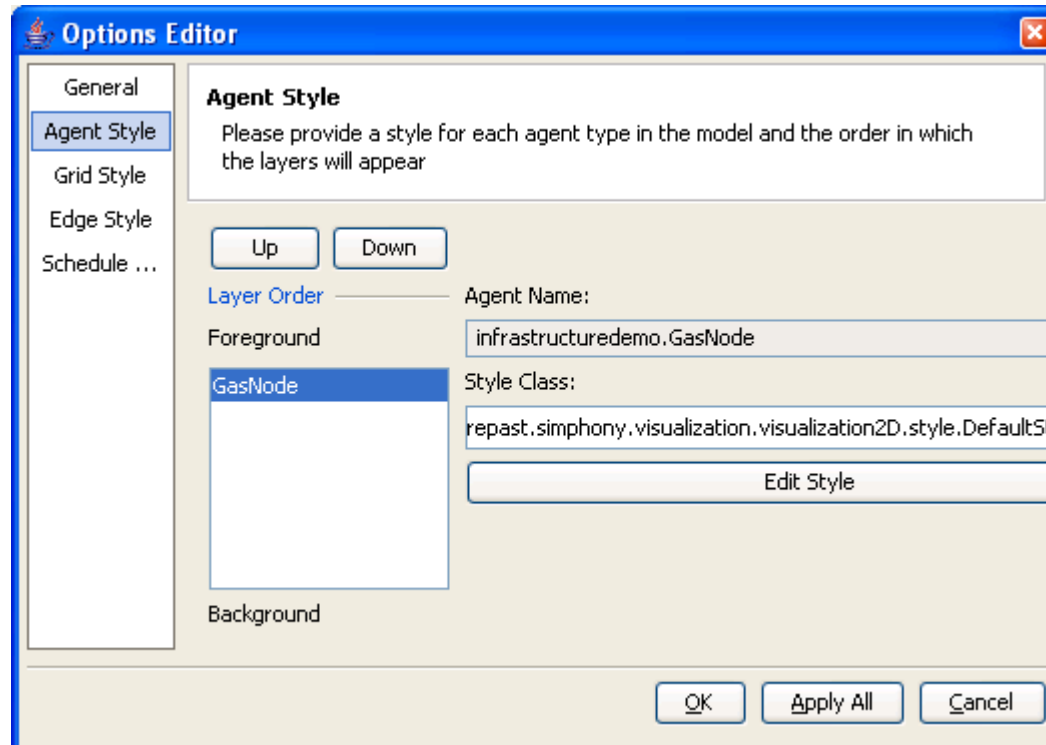 Options Editor
General
Agent Style
Grid Style
Edge Style
Schedule ...
Agent Style
Please provide a style for each agent type in the model and the order in which
the layers will appear
Up Down
Layer Order
Foreground
GasNode
Background
Agent Name:
infrastructuredemo.GasNode
Style Class:
repast.simphony.visualization.visualization2D.style.DefaultS
Edit Style
OK Apply All Cancel